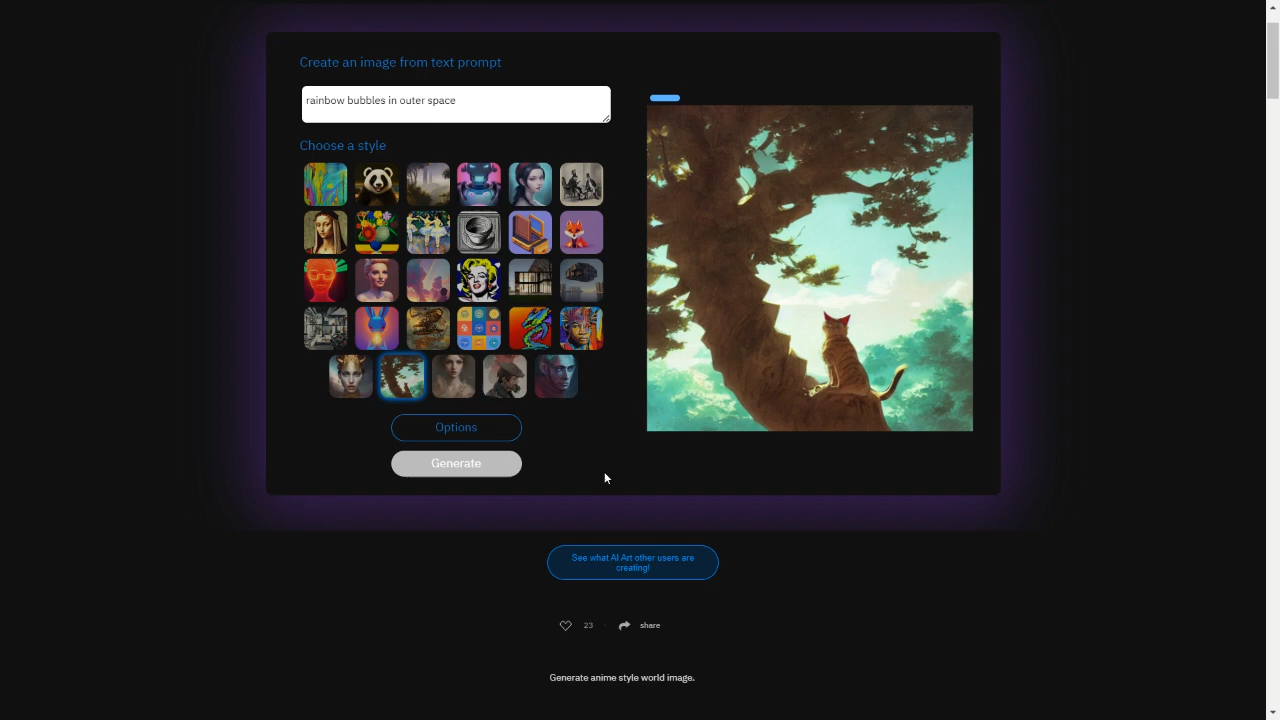 Create an image from text prompt
rainbow bubbles in outer space
Choose a style
Options
Generate
See what AI Art other users are
creating!
23
share
Generate anime style world image.